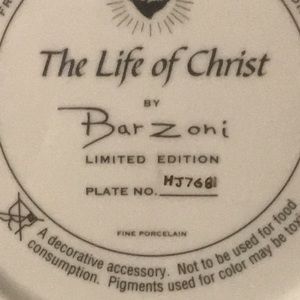 The Life of Christ
BY
Barzoni
LIMITED EDITION
PLATE NO. HJ7681
FINE PORCELAIN
A decorative accessory. Not to be used for food
consumption. Pigments used for color may be